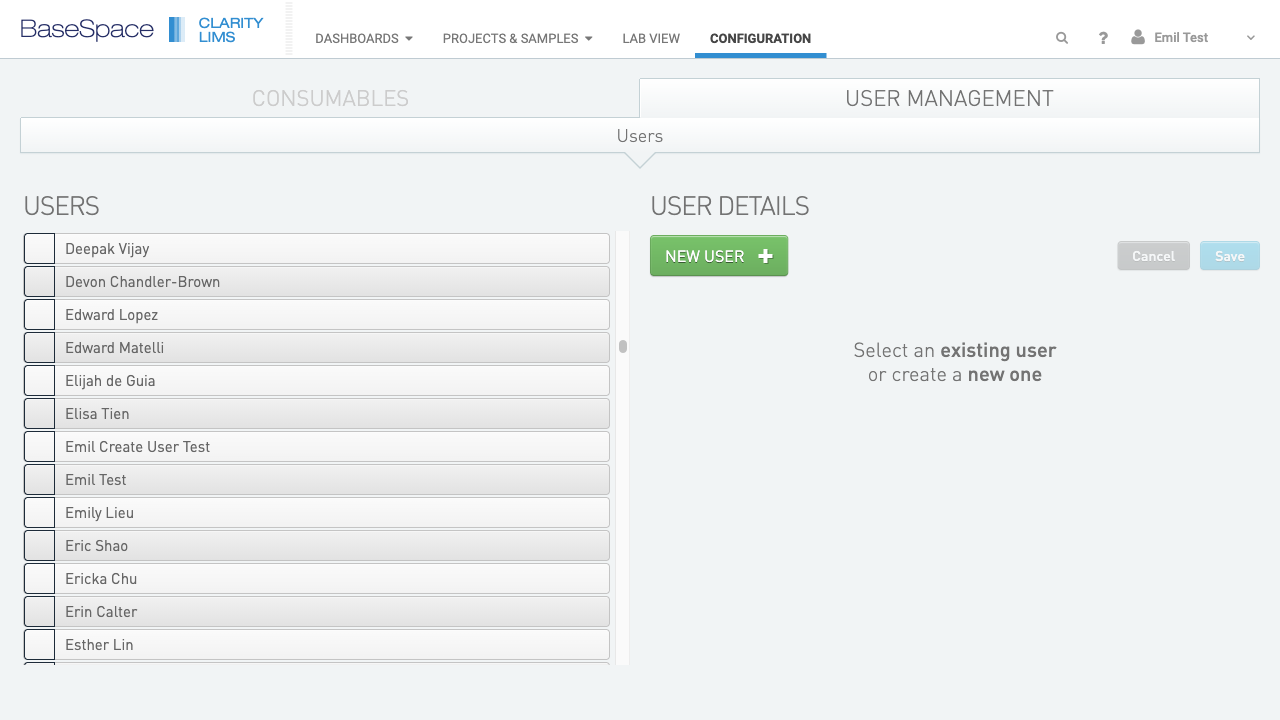 BaseSpace
CLARITY
LIMS
DASHBOARDS
PROJECTS & SAMPLES
LAB VIEW
CONFIGURATION
?
Emil Test
CONSUMABLES
USER MANAGEMENT
Users
USERS
Deepak Vijay
Devon Chandler-Brown
Edward Lopez
Edward Matelli
Elijah de Guia
Elisa Tien
Emil Create User Test
Emil Test
Emily Lieu
Eric Shao
Ericka Chu
Erin Calter
Esther Lin
USER DETAILS
NEW USER
Cancel
Save
Select an existing user
or create a new one